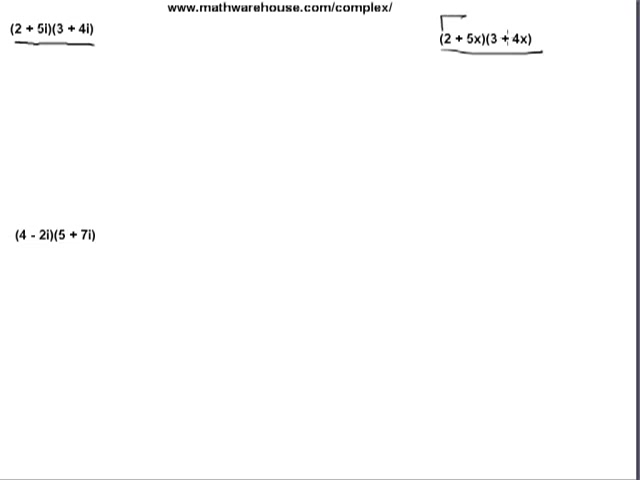 www.mathwarehouse.com/complex/
(2 + 5i)(3 + 4i)
(2 + 5x)(3 + 4x)
(4 - 2i)(5 + 7i)